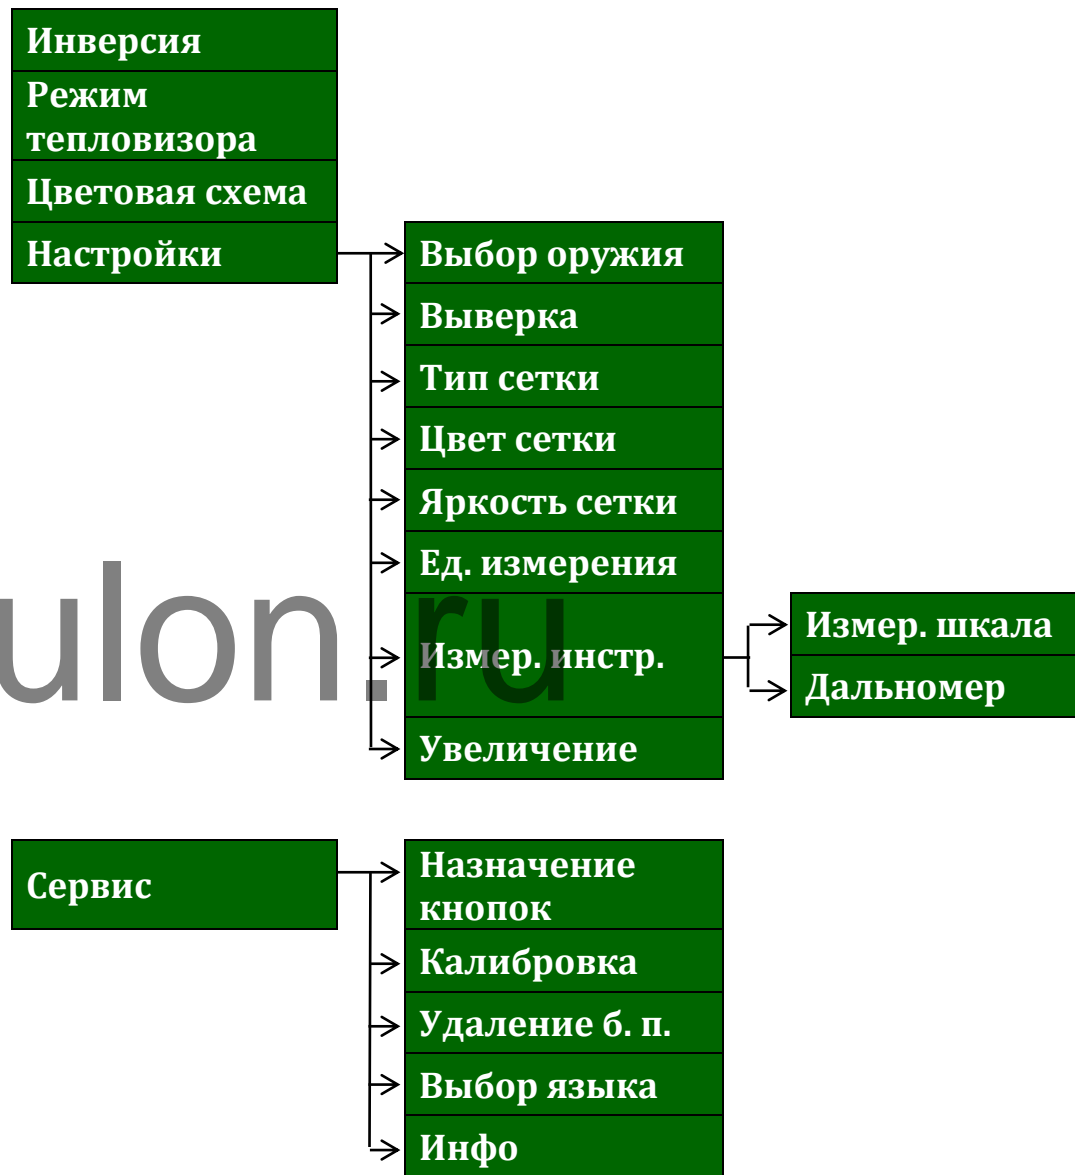 Инверсия
Режим
тепловизора
Цветовая схема
Настройки
Выбор оружия
Выверка
Тип сетки
Цвет сетки
Яркость сетки
Ед. измерения
Измер. инстр.
Увеличение
Измер. шкала
Дальномер
ulon.ru
Сервис
Назначение
кнопок
Калибровка
Удаление б. п.
Выбор языка
Инфо